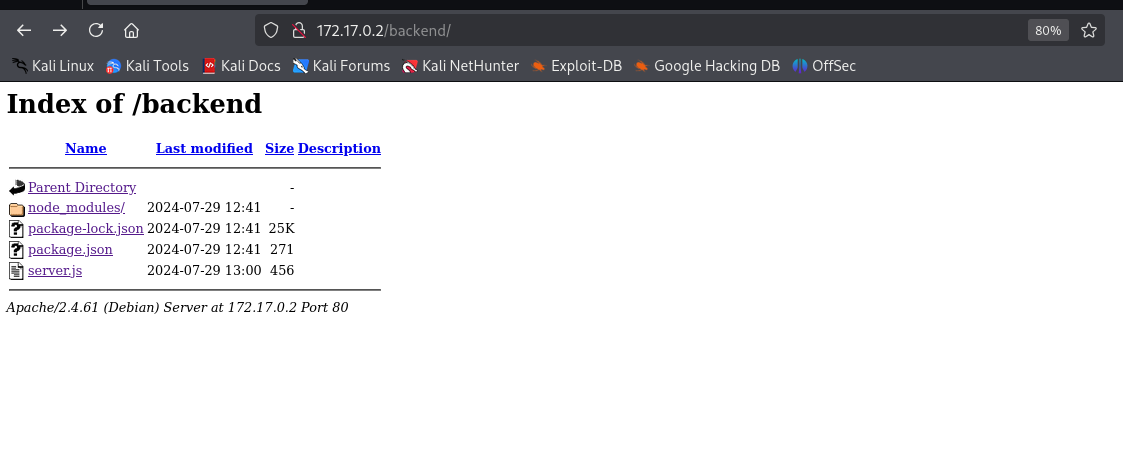 172.17.0.2/backend/ 80%
Kali Linux Kali Tools Kali Docs Kali Forums Kali NetHunter Exploit-DB Google Hacking DB OffSec
Index of /backend
Name Last modified Size Description
Parent Directory -
node_modules/ 2024-07-29 12:41 -
package-lock.json 2024-07-29 12:41 25K
package.json 2024-07-29 12:41 271
server.js 2024-07-29 13:00 456
Apache/2.4.61 (Debian) Server at 172.17.0.2 Port 80